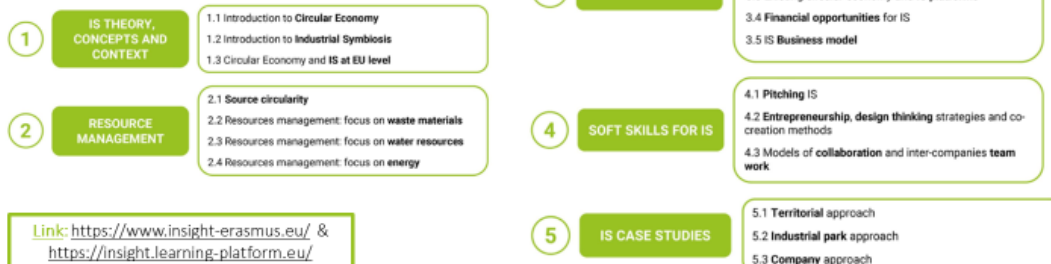 1
IS THEORY,
CONCEPTS AND
CONTEXT
1.1 Introduction to Circular Economy
1.2 Introduction to Industrial Symbiosis
1.3 Circular Economy and IS at EU level
2
RESOURCE
MANAGEMENT
2.1 Source circularity
2.2 Resources management: focus on waste materials
2.3 Resources management: focus on water resources
2.4 Resources management: focus on energy
Link: https://www.insight-erasmus.eu/ &
https://insight.learning-platform.eu/
3.4 Financial opportunities for IS
3.5 IS Business model
4
SOFT SKILLS FOR IS
4.1 Pitching IS
4.2 Entrepreneurship, design thinking strategies and co-
creation methods
4.3 Models of collaboration and inter-companies team
work
5
IS CASE STUDIES
5.1 Territorial approach
5.2 Industrial park approach
5.3 Company approach